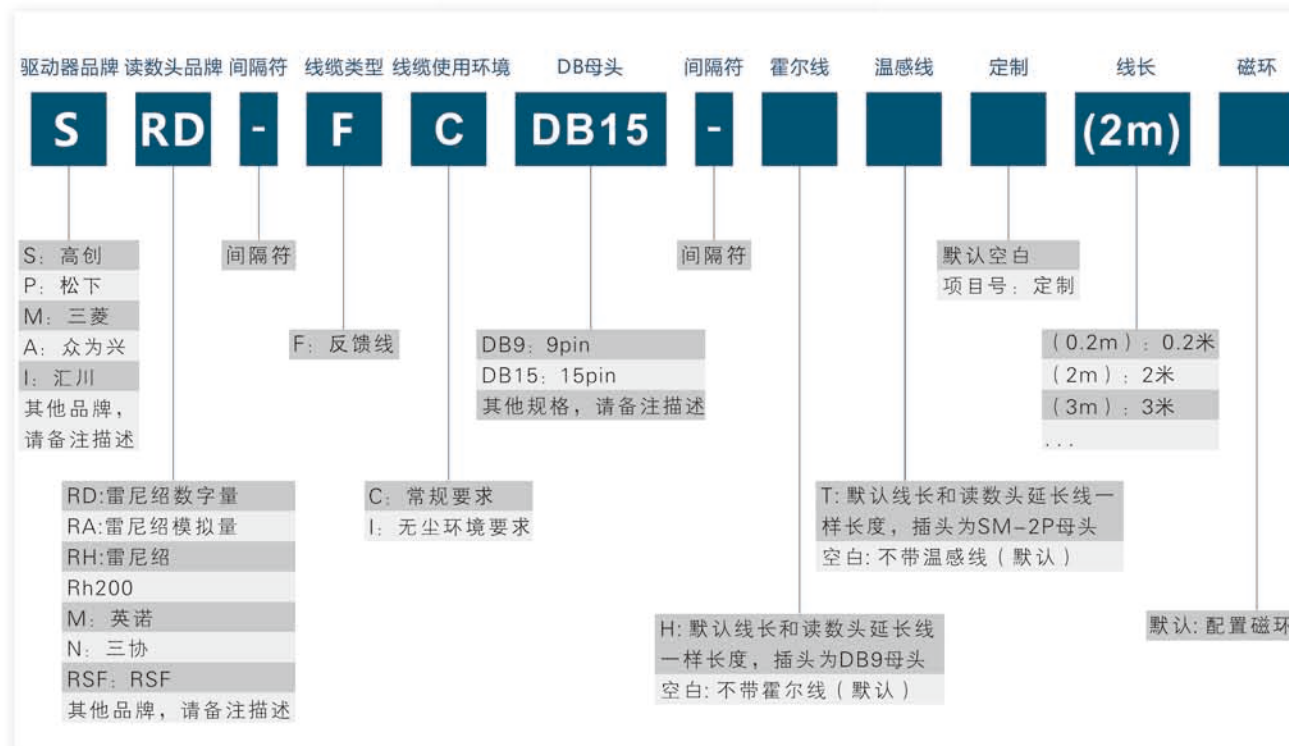 驱动器品牌 读数头品牌 间隔符 线缆类型 线缆使用环境 DB母头 间隔符 霍尔线 温感线 定制 线长 磁环
S RD - F C DB15 - (2m)
S：高创
P：松下
M：三菱
A：众为兴
I：汇川
其他品牌，
请备注描述
RD:雷尼绍数字量
RA:雷尼绍模拟量
RH:雷尼绍
Rh200
M：英诺
N：三协
RSF：RSF
其他品牌，请备注描述
间隔符
F：反馈线
C：常规要求
I：无尘环境要求
DB9：9pin
DB15：15pin
其他规格，请备注描述
间隔符
H:默认线长和读数头延长线
一样长度，插头为DB9母头
空白:不带霍尔线（默认）
T:默认线长和读数头延长线一
样长度，插头为SM-2P母头
空白:不带温感线（默认）
默认空白
项目号：定制
（0.2m）：0.2米
（2m）：2米
（3m）：3米
...
默认:配置磁环